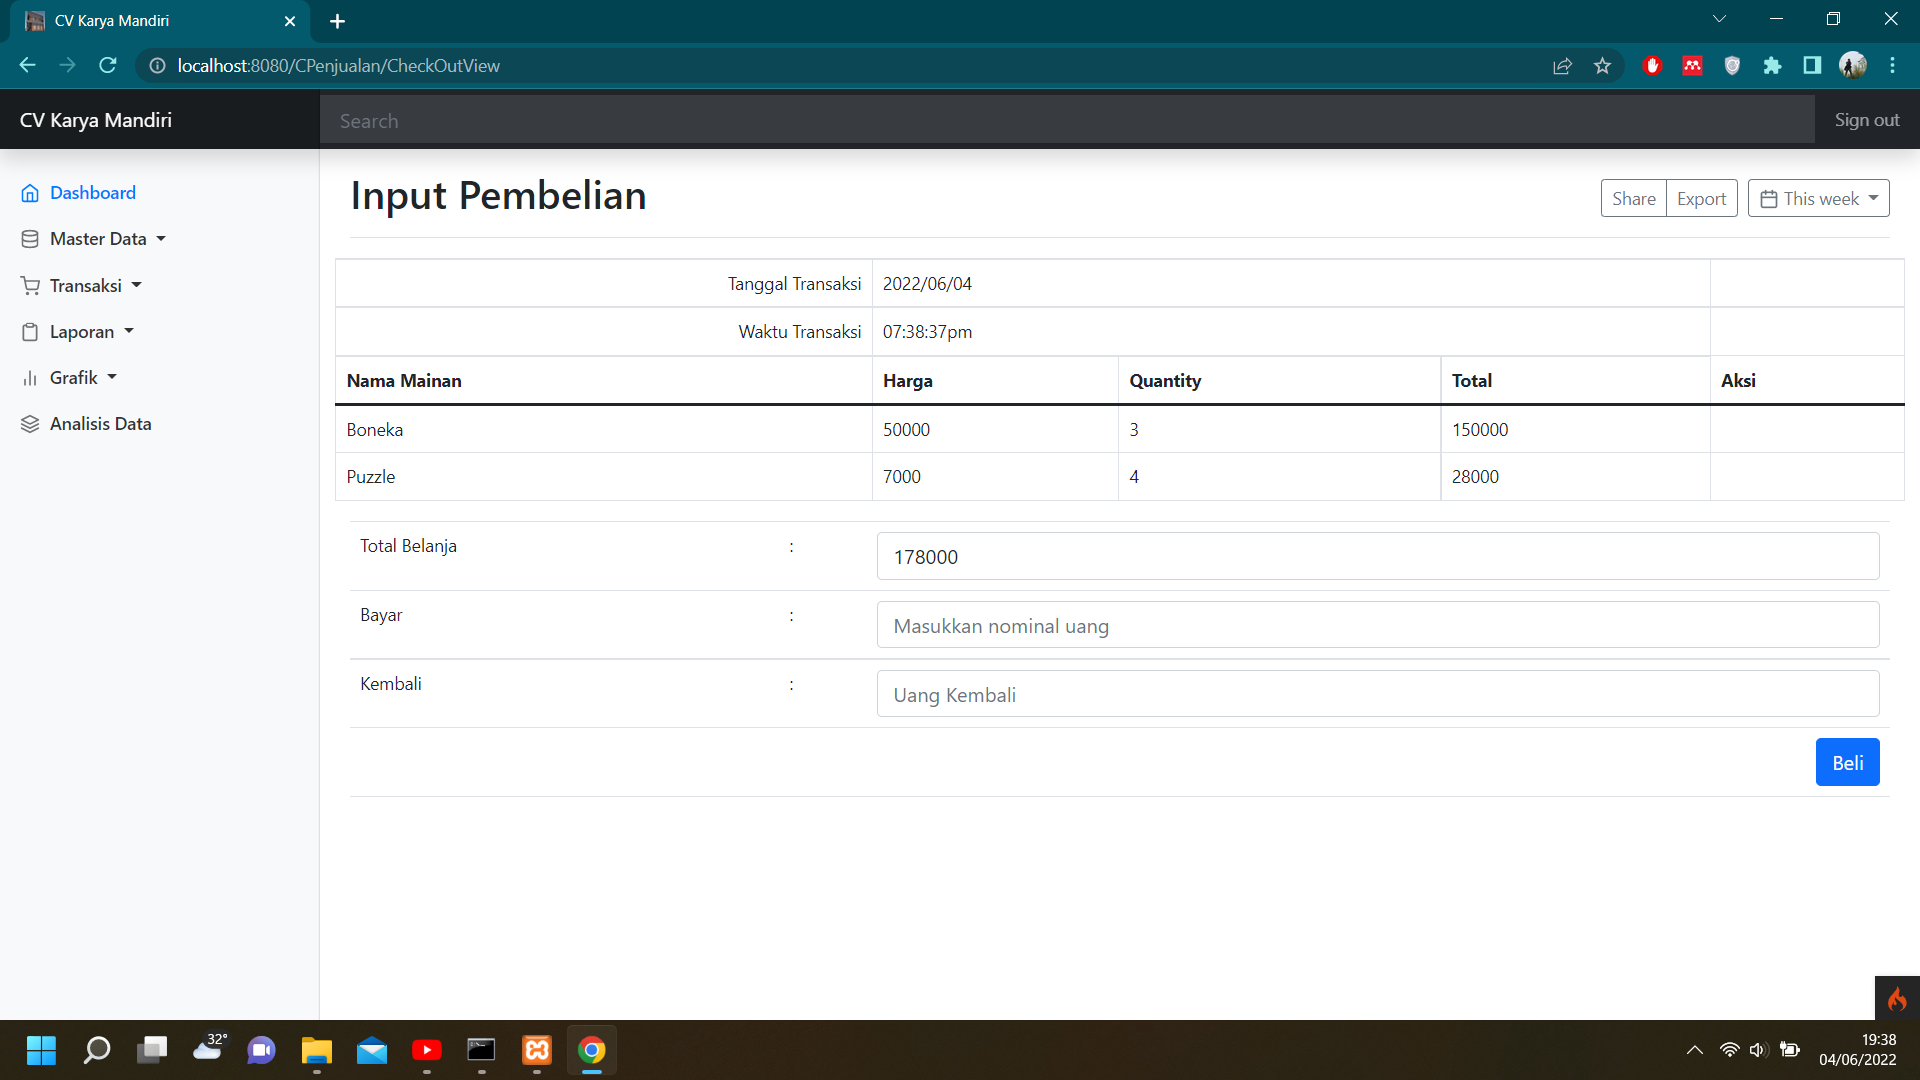 CV Karya Mandiri
localhost:8080/CPenjualan/CheckOutView
CV Karya Mandiri
Search
Sign out
Dashboard
Master Data
Transaksi
Laporan
Grafik
Analisis Data
Input Pembelian
Share
Export
This week
Tanggal Transaksi 2022/06/04
Waktu Transaksi 07:38:37pm
Nama Mainan Harga Quantity Total Aksi
Boneka 50000 3 150000
Puzzle 7000 4 28000
Total Belanja : 178000
Bayar : Masukkan nominal uang
Kembali : Uang Kembali
Beli
32°
19:38
04/06/2022